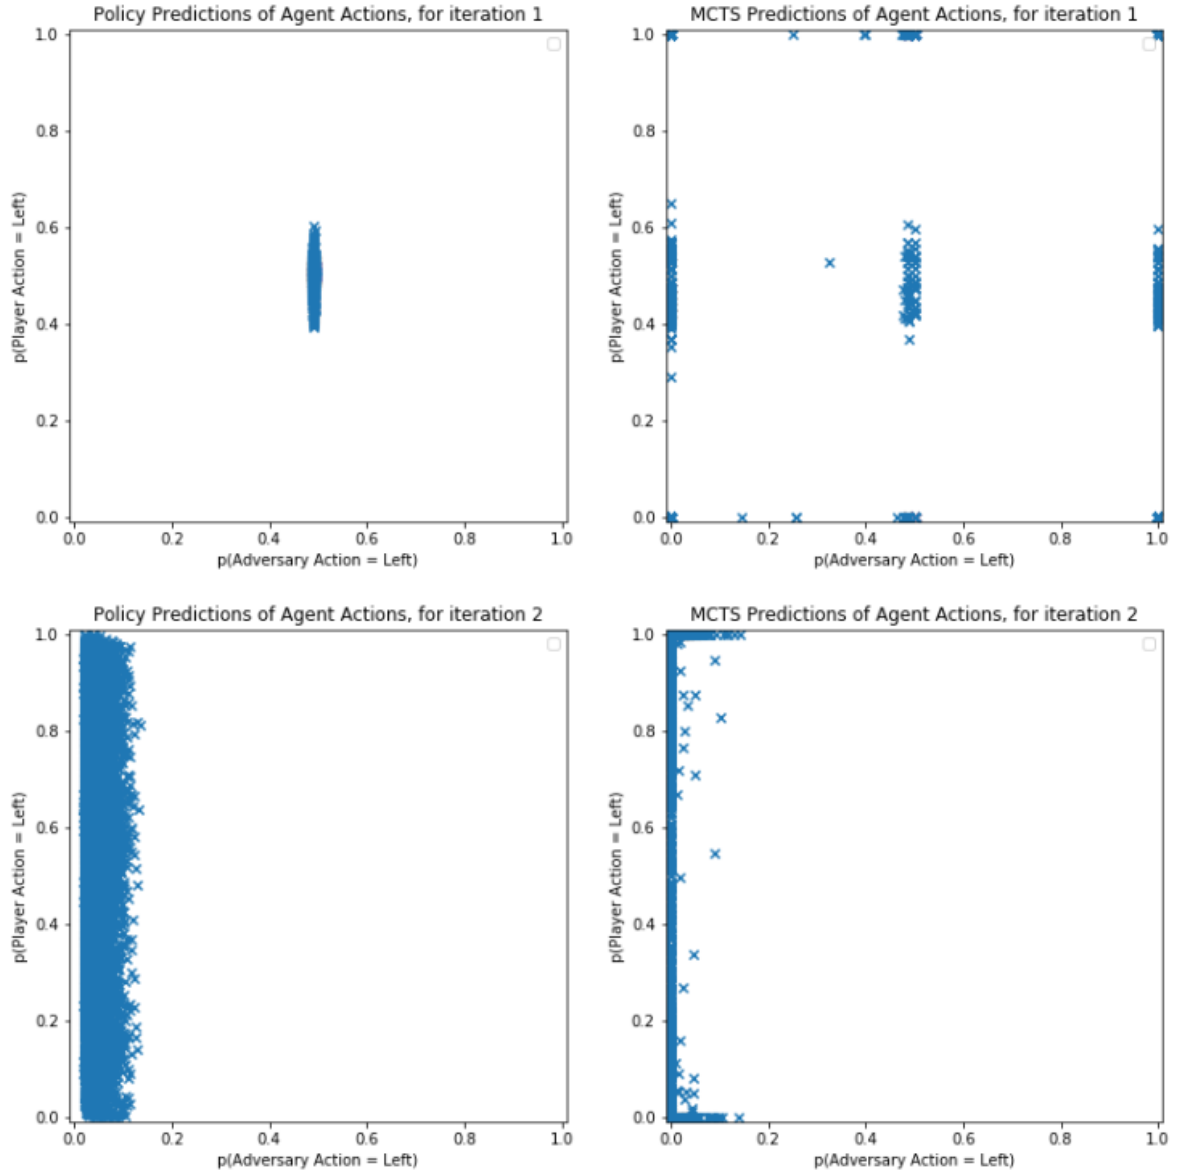 Policy Predictions of Agent Actions, for iteration 1
1.0
0.8
0.6
0.4
0.2
0.0
p(Player Action = Left)
0.0 0.2 0.4 0.6 0.8 1.0
p(Adversary Action = Left)
MCTS Predictions of Agent Actions, for iteration 1
1.0
0.8
0.6
0.4
0.2
0.0
p(Player Action = Left)
0.0 0.2 0.4 0.6 0.8 1.0
p(Adversary Action = Left)
Policy Predictions of Agent Actions, for iteration 2
1.0
0.8
0.6
0.4
0.2
0.0
p(Player Action = Left)
0.0 0.2 0.4 0.6 0.8 1.0
p(Adversary Action = Left)
MCTS Predictions of Agent Actions, for iteration 2
1.0
0.8
0.6
0.4
0.2
0.0
p(Player Action = Left)
0.0 0.2 0.4 0.6 0.8 1.0
p(Adversary Action = Left)